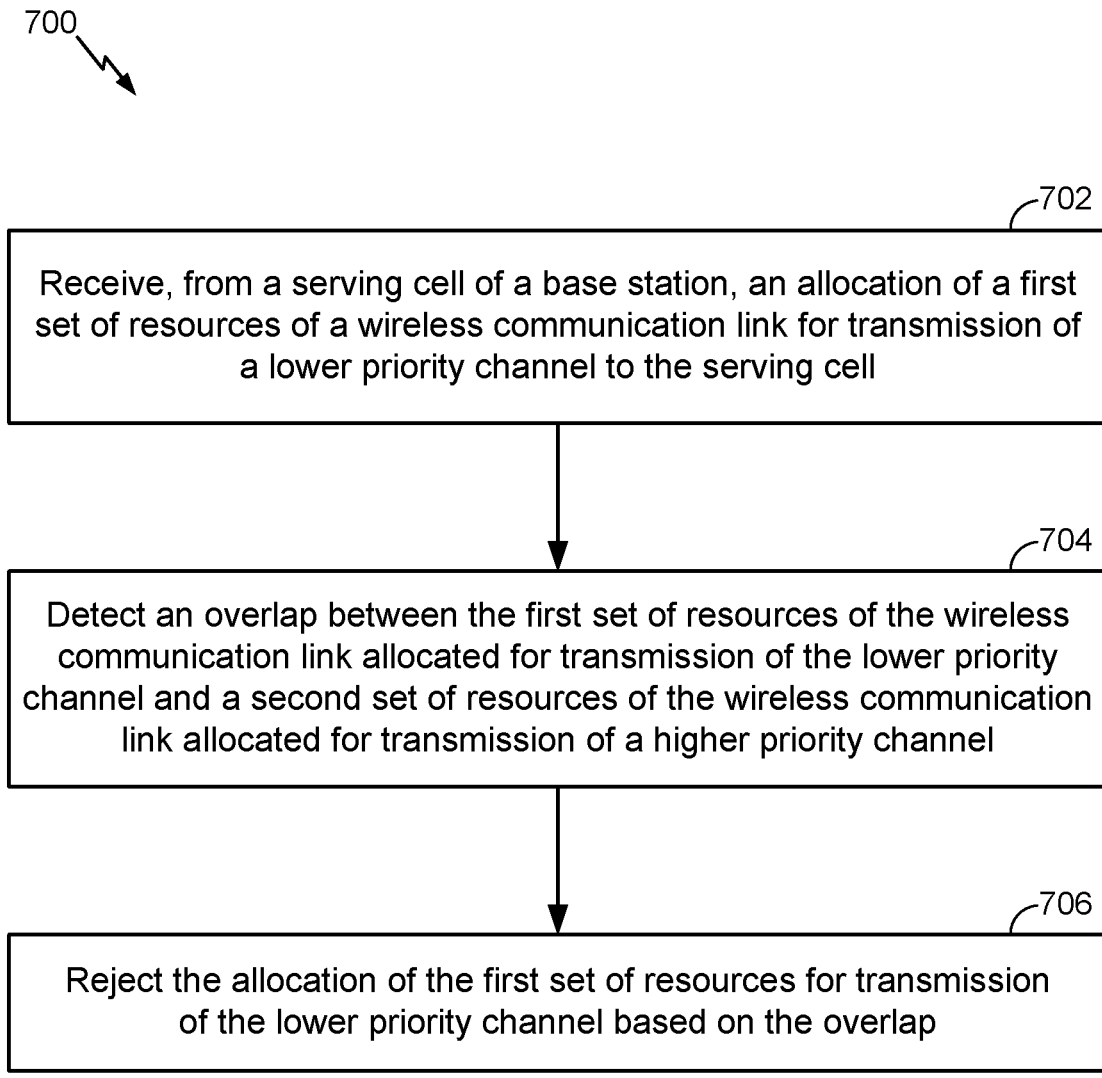 700
702
Receive, from a serving cell of a base station, an allocation of a first
set of resources of a wireless communication link for transmission of
a lower priority channel to the serving cell
704
Detect an overlap between the first set of resources of the wireless
communication link allocated for transmission of the lower priority
channel and a second set of resources of the wireless communication
link allocated for transmission of a higher priority channel
706
Reject the allocation of the first set of resources for transmission
of the lower priority channel based on the overlap